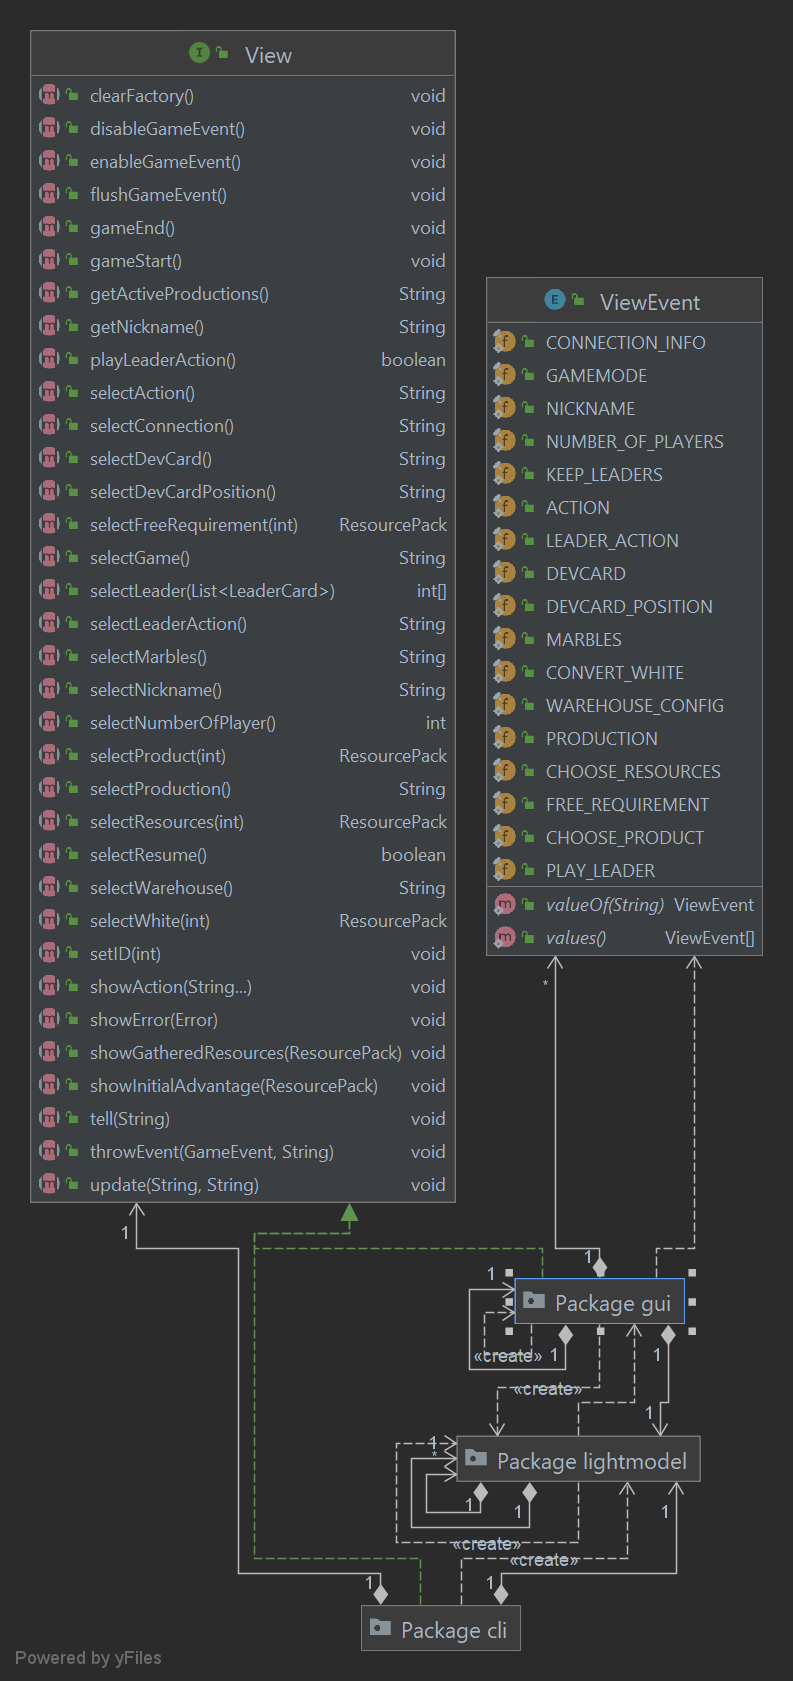 View
clearFactory() void
disableGameEvent() void
enableGameEvent() void
flushGameEvent() void
gameEnd() void
gameStart() void
getActiveProductions() String
getNickname() String
playLeaderAction() boolean
selectAction() String
selectConnection() String
selectDevCard() String
selectDevCardPosition() String
selectFreeRequirement(int) ResourcePack
selectGame() String
selectLeader(List<LeaderCard>) int[]
selectLeaderAction() String
selectMarbles() String
selectNickname() String
selectNumberOfPlayer() int
selectProduct(int) ResourcePack
selectProduction() String
selectResources(int) ResourcePack
selectResume() boolean
selectWarehouse() String
selectWhite(int) ResourcePack
setID(int) void
showAction(String...) void
showError(Error) void
showGatheredResources(ResourcePack) void
showInitialAdvantage(ResourcePack) void
tell(String) void
throwEvent(GameEvent, String) void
update(String, String) void
ViewEvent
CONNECTION_INFO
GAMEMODE
NICKNAME
NUMBER_OF_PLAYERS
KEEP_LEADERS
ACTION
LEADER_ACTION
DEVCARD
DEVCARD_POSITION
MARBLES
CONVERT_WHITE
WAREHOUSE_CONFIG
PRODUCTION
CHOOSE_RESOURCES
FREE_REQUIREMENT
CHOOSE_PRODUCT
PLAY_LEADER
valueOf(String) ViewEvent
values() ViewEvent[]
*
1
1
1
Package gui
«create»
1
1
«create»
1
1
*
Package lightmodel
1
1
1
«create»
«create»
1
1
Package cli
Powered by yFiles